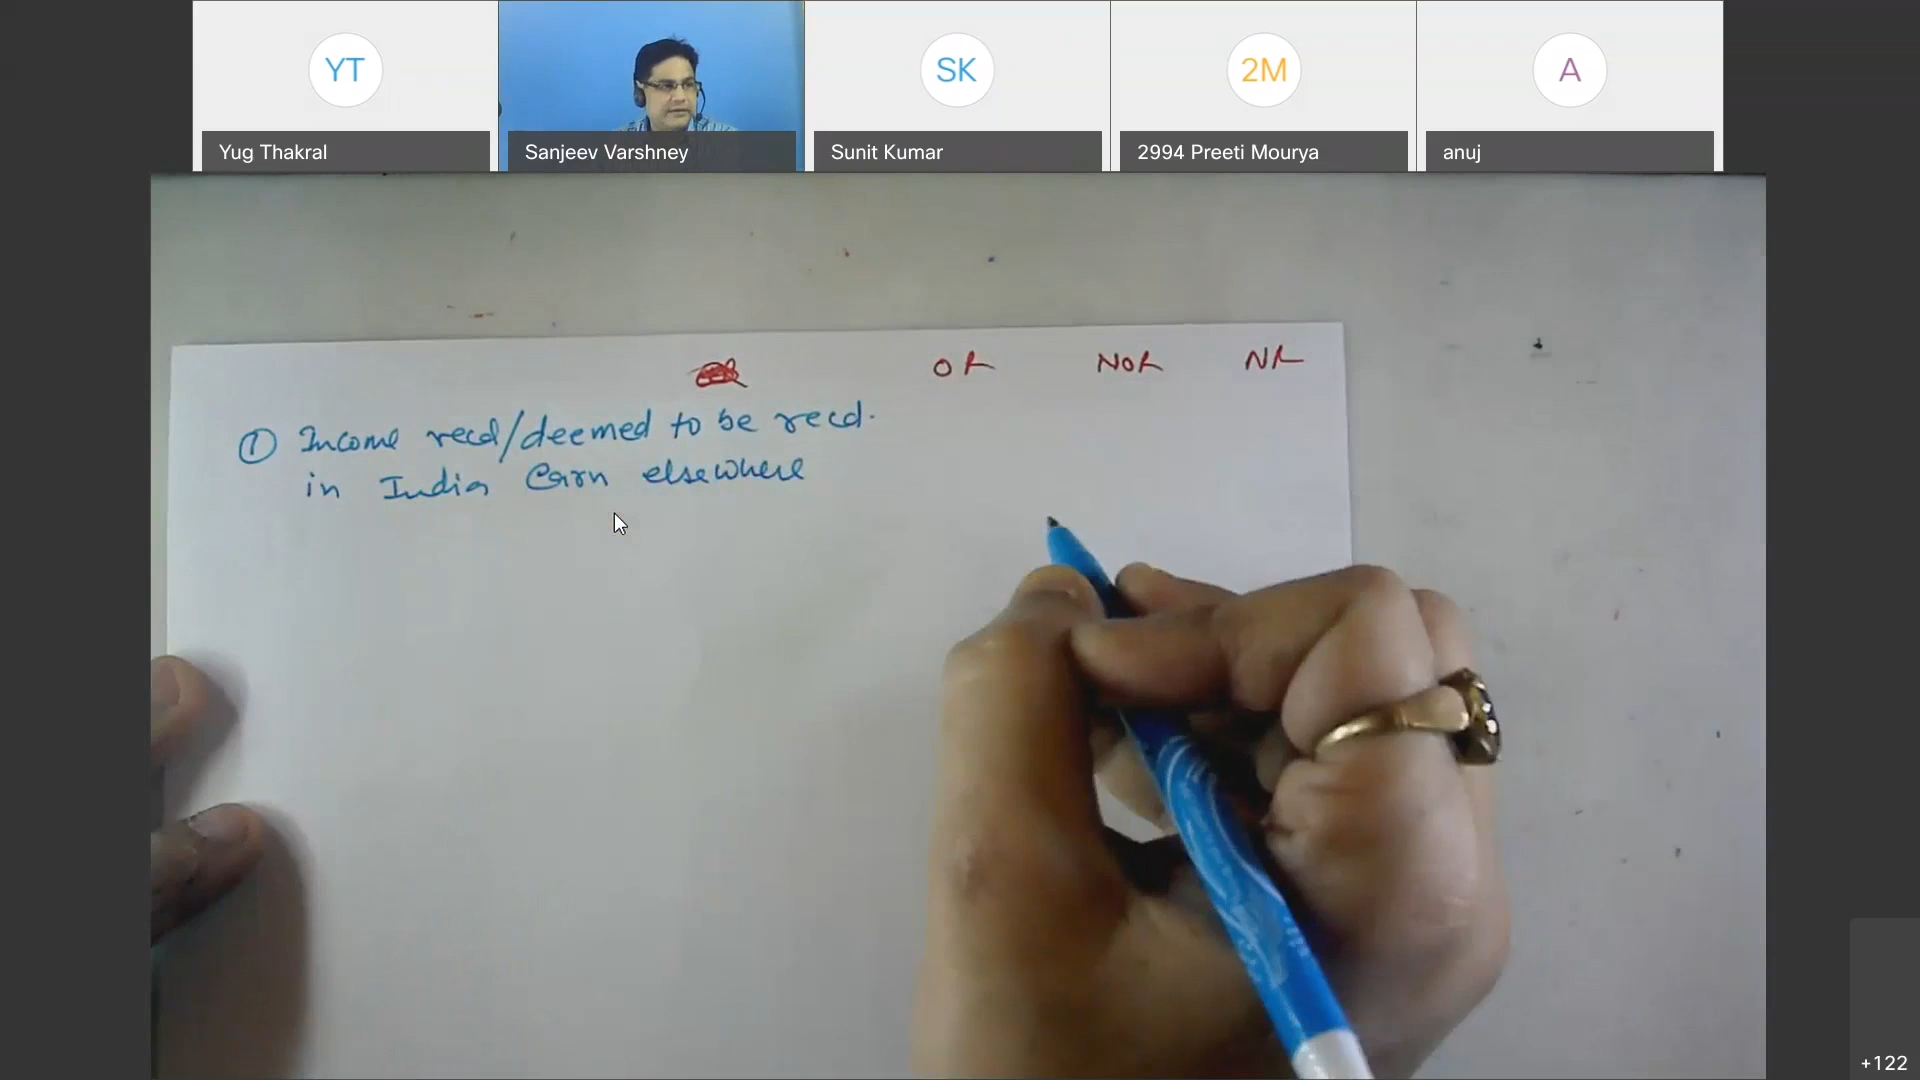 YT
SK
2M
A
Yug Thakral
Sanjeev Varshney
Sunit Kumar
2994 Preeti Mourya
anuj
OR NOR NR
① Income recd/deemed to be recd.
in India Earn elsewhere
+122